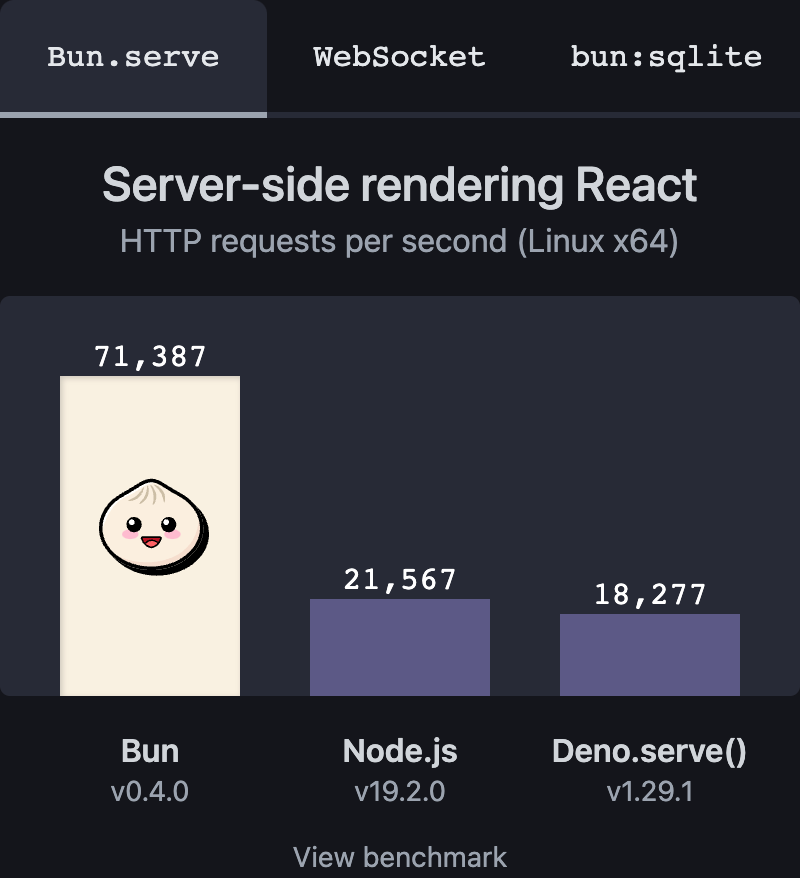 Bun.serve WebSocket bun:sqlite
Server-side rendering React
HTTP requests per second (Linux x64)
71,387
21,567
18,277
Bun Node.js Deno.serve()
v0.4.0 v19.2.0 v1.29.1
View benchmark